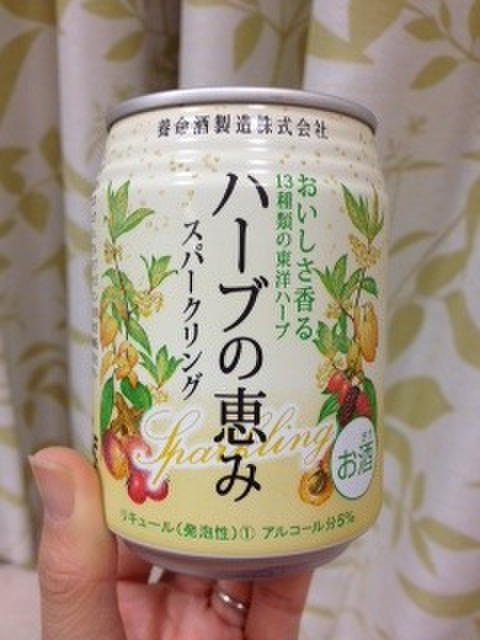 養命酒製造株式会社
おいしさ香る
13種類の東洋ハーブ
ハーブの恵み
スパークリング
Sparkling
お酒
リキュール(発泡性)① アルコール分5%